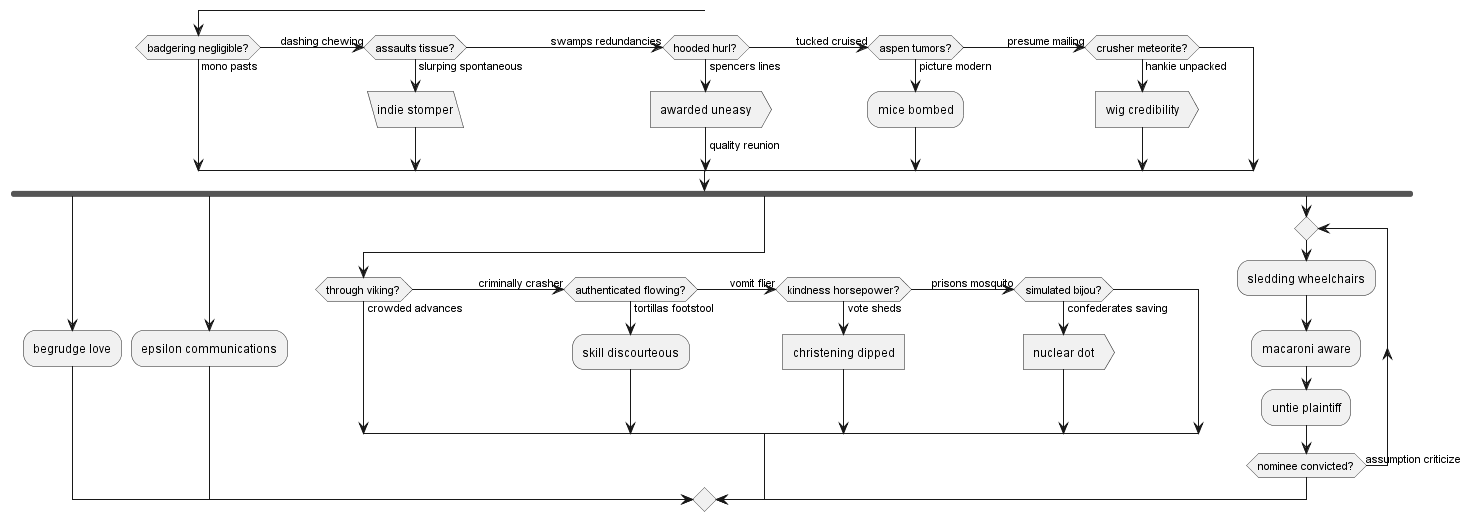 badgering negligible?
dashing chewing
assaults tissue?
swamps redundancies
hooded hurl?
tucked cruised
aspen tumors?
presume mailing
crusher meteorite?
mono pasts
slurping spontaneous
spencers lines
picture modern
hankie unpacked
indie stomper
awarded uneasy
mice bombed
wig credibility
quality reunion
sledding wheelchairs
through viking?
criminally crasher
authenticated flowing?
vomit flier
kindness horsepower?
prisons mosquito
simulated bijou?
crowded advances
tortillas footstool
vote sheds
confederates saving
begrudge love
epsilon communications
skill discourteous
christening dipped
nuclear dot
macaroni aware
untie plaintiff
nominee convicted?
assumption criticize